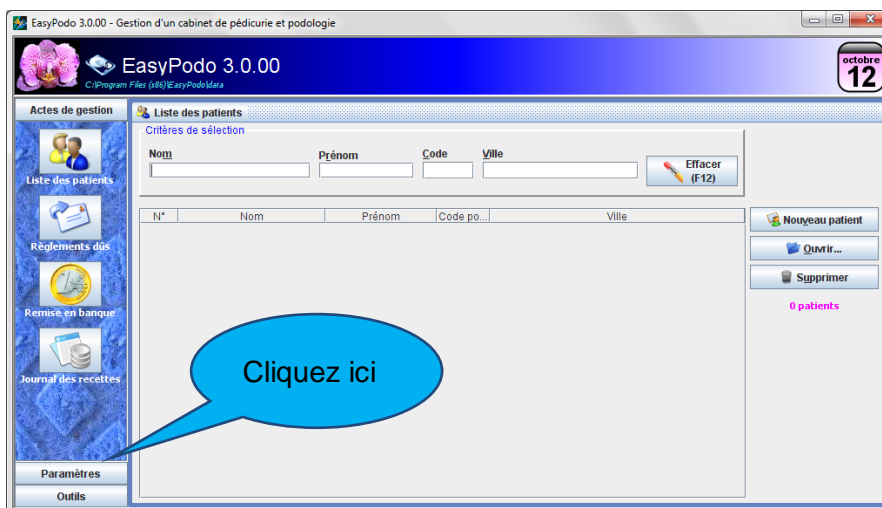 EasyPodo 3.0.00 - Gestion d'un cabinet de pédicurie et podologie
EasyPodo 3.0.00
C:\Program Files (x86)\EasyPodo\data
octobre
12
Actes de gestion
Liste des patients
Règlements dûs
Remise en banque
Journal des recettes
Paramètres
Outils
Liste des patients
Critères de sélection
Nom Prénom Code Ville
Effacer
(F12)
N° Nom Prénom Code po... Ville
Nouveau patient
Ouvrir...
Supprimer
0 patients
Cliquez ici